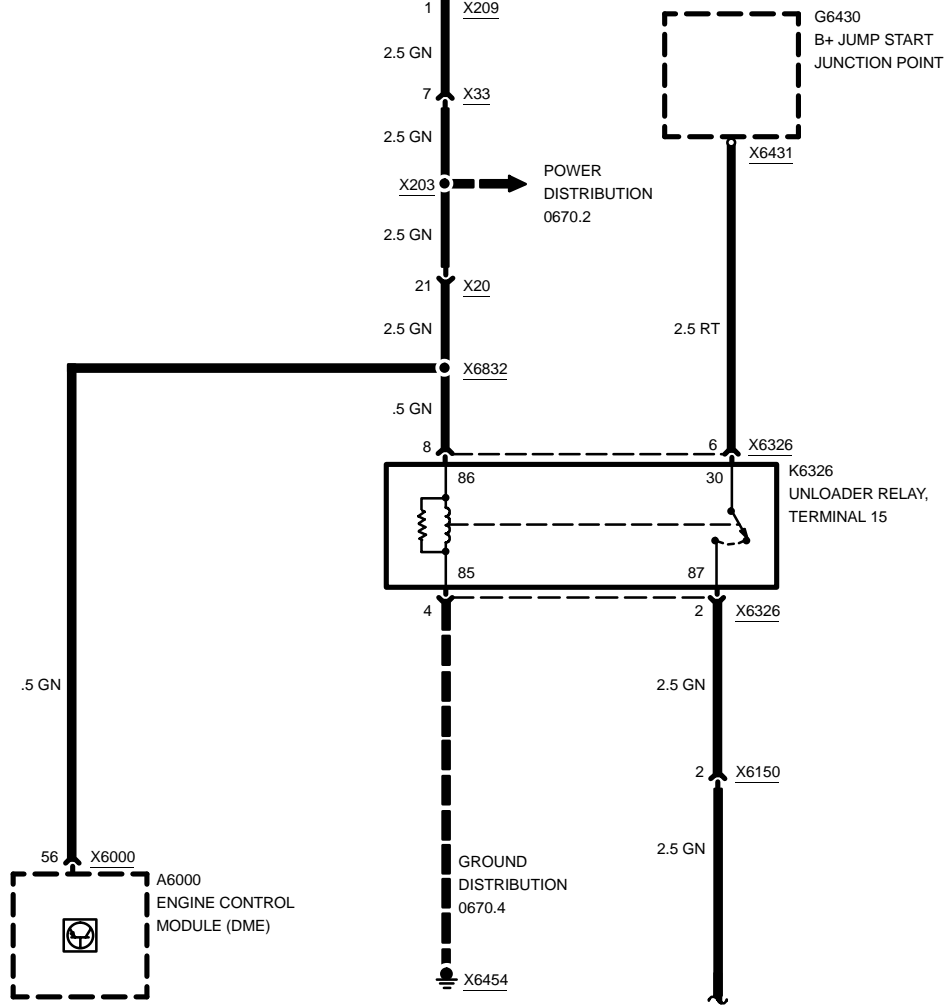 1 X209
G6430
B+ JUMP START
JUNCTION POINT
2.5 GN
7 X33
2.5 GN
X6431
X203
POWER
DISTRIBUTION
0670.2
2.5 GN
21 X20
2.5 GN
2.5 RT
X6832
.5 GN
8
6 X6326
K6326
UNLOADER RELAY,
TERMINAL 15
86
30
85
87
4
2 X6326
.5 GN
2.5 GN
2 X6150
2.5 GN
56 X6000
A6000
ENGINE CONTROL
MODULE (DME)
GROUND
DISTRIBUTION
0670.4
X6454